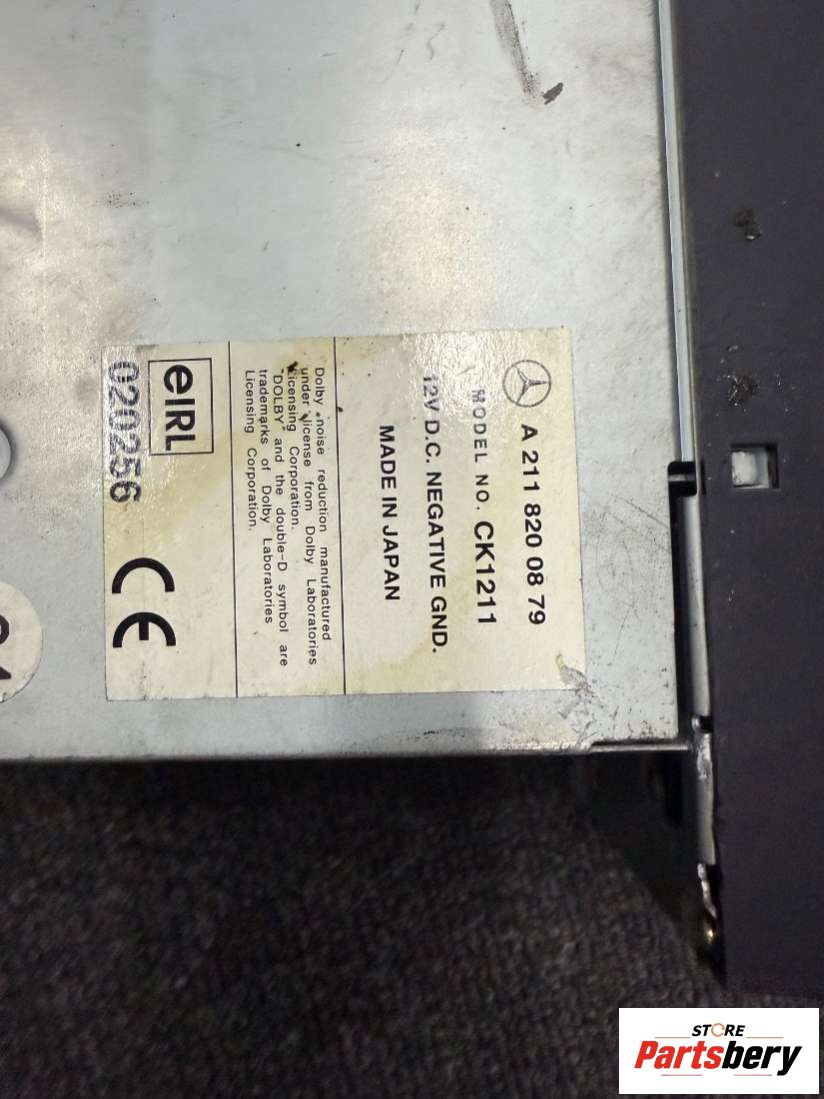 A 211 820 08 79
MODEL NO. CK1211
12V D.C. NEGATIVE GND.
MADE IN JAPAN
Dolby noise reduction manufactured
under license from Dolby Laboratories
Licensing Corporation.
"DOLBY" and the double-D symbol are
trademarks of Dolby Laboratories
Licensing Corporation.
eIRL
020256
CE
STORE
Partsbery